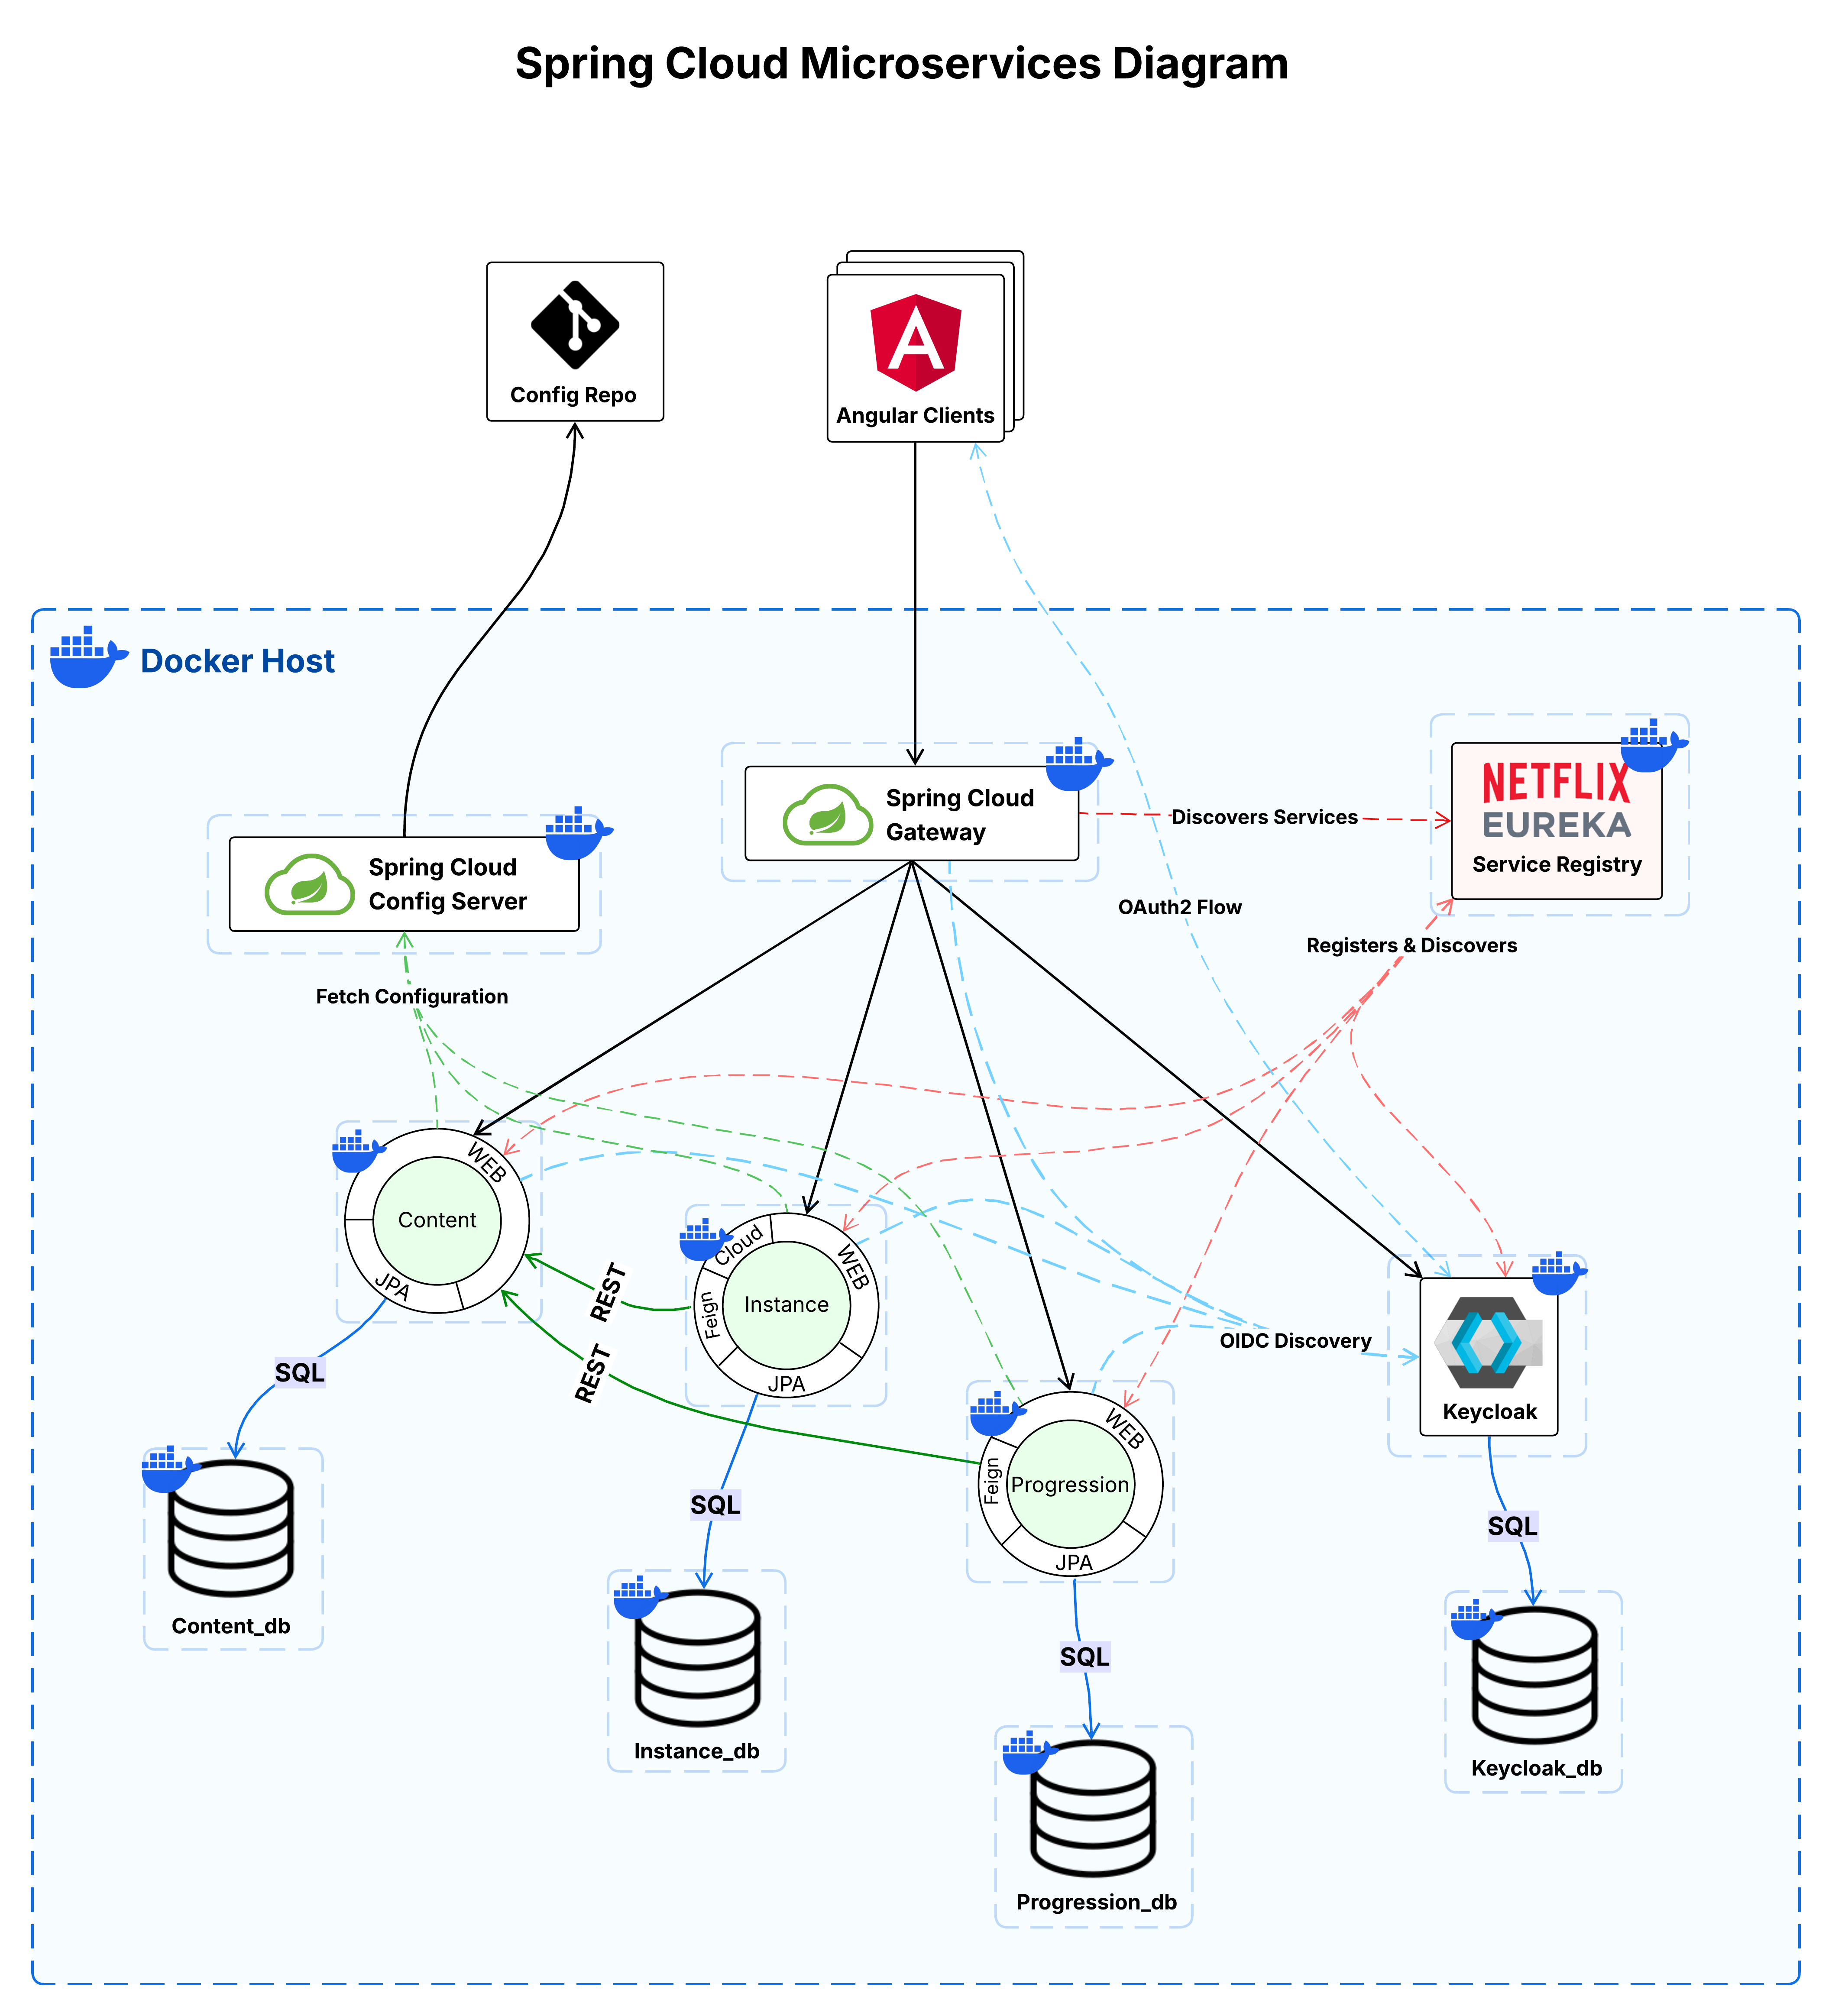 Spring Cloud Microservices Diagram
Config Repo
Angular Clients
Docker Host
Spring Cloud
Gateway
Discovers Services
NETFLIX
EUREKA
Service Registry
Spring Cloud
Config Server
OAuth2 Flow
Registers & Discovers
Fetch Configuration
WEB
Content
JPA
Cloud
WEB
Feign
Instance
JPA
REST
REST
OIDC Discovery
Keycloak
WEB
Feign
Progression
JPA
SQL
SQL
SQL
SQL
Content_db
Instance_db
Progression_db
Keycloak_db